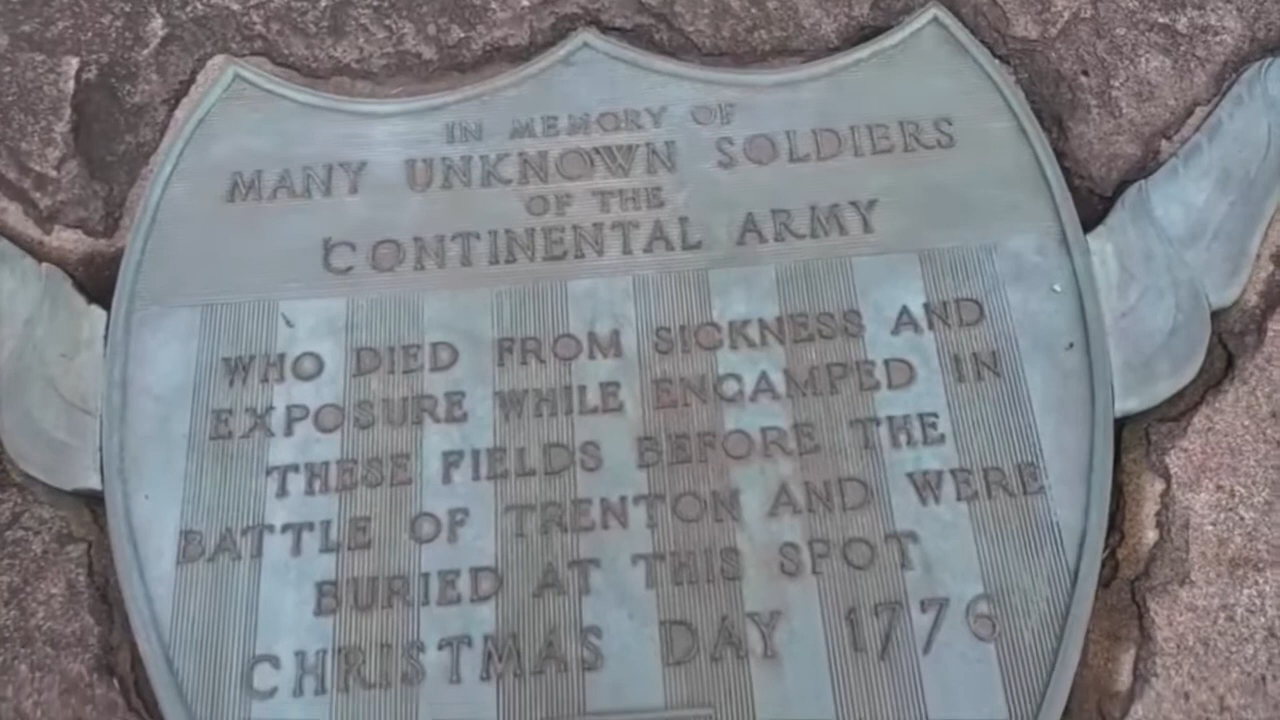 IN MEMORY OF
MANY UNKNOWN SOLDIERS
OF THE
CONTINENTAL ARMY
WHO DIED FROM SICKNESS AND
EXPOSURE WHILE ENCAMPED IN
THESE FIELDS BEFORE THE
BATTLE OF TRENTON AND WERE
BURIED AT THIS SPOT
CHRISTMAS DAY 1776